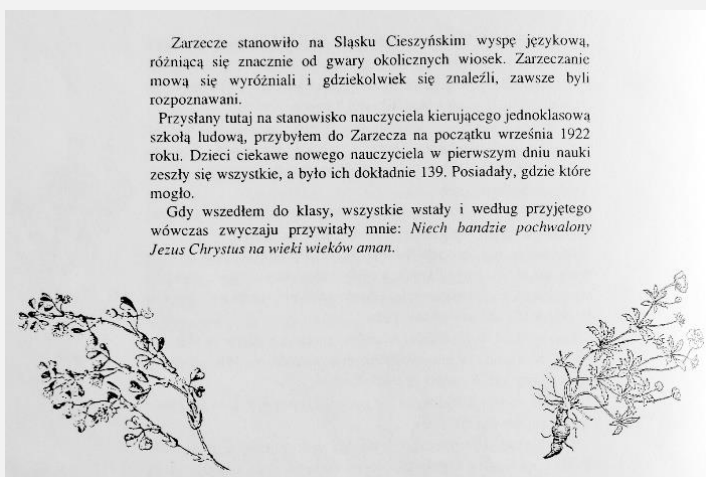 Zarzecze stanowiło na Sląsku Cieszyńskim wyspę językową,
różniącą się znacznie od gwary okolicznych wiosek. Zarzeczanie
mową się wyróżniali i gdziekolwiek się znaleźli, zawsze byli
rozpoznawani.
Przysłany tutaj na stanowisko nauczyciela kierującego jednoklasową
szkołą ludową, przybyłem do Zarzecza na początku września 1922
roku. Dzieci ciekawe nowego nauczyciela w pierwszym dniu nauki
zeszły się wszystkie, a było ich dokładnie 139. Posiadały, gdzie które
mogło.
Gdy wszedłem do klasy, wszystkie wstały i według przyjętego
wówczas zwyczaju przywitały mnie: Niech bandzie pochwalony
Jezus Chrystus na wieki wieków aman.